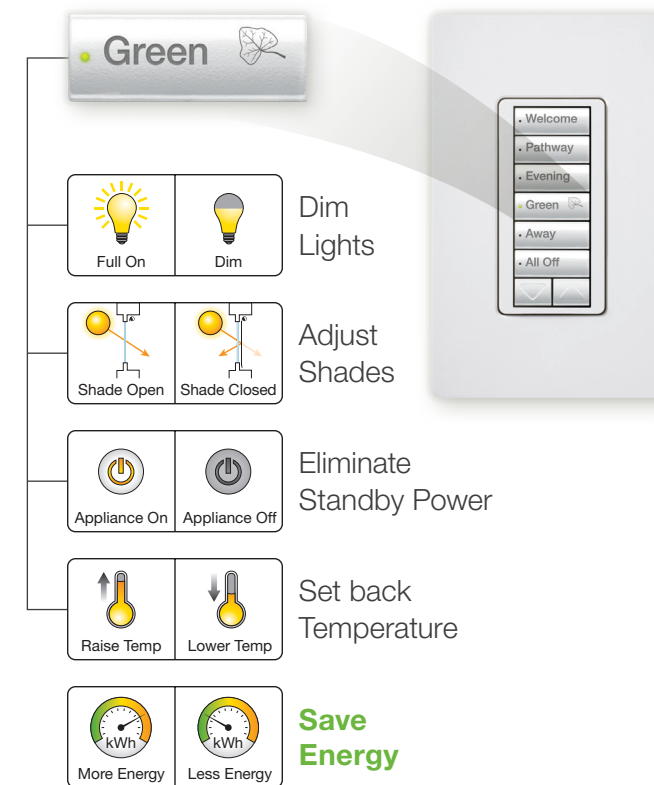 Green
Welcome
Pathway
Evening
Green
Away
All Off
Full On
Dim
Dim
Lights
Shade Open
Shade Closed
Adjust
Shades
Appliance On
Appliance Off
Eliminate
Standby Power
Raise Temp
Lower Temp
Set back
Temperature
kWh
More Energy
kWh
Less Energy
Save
Energy